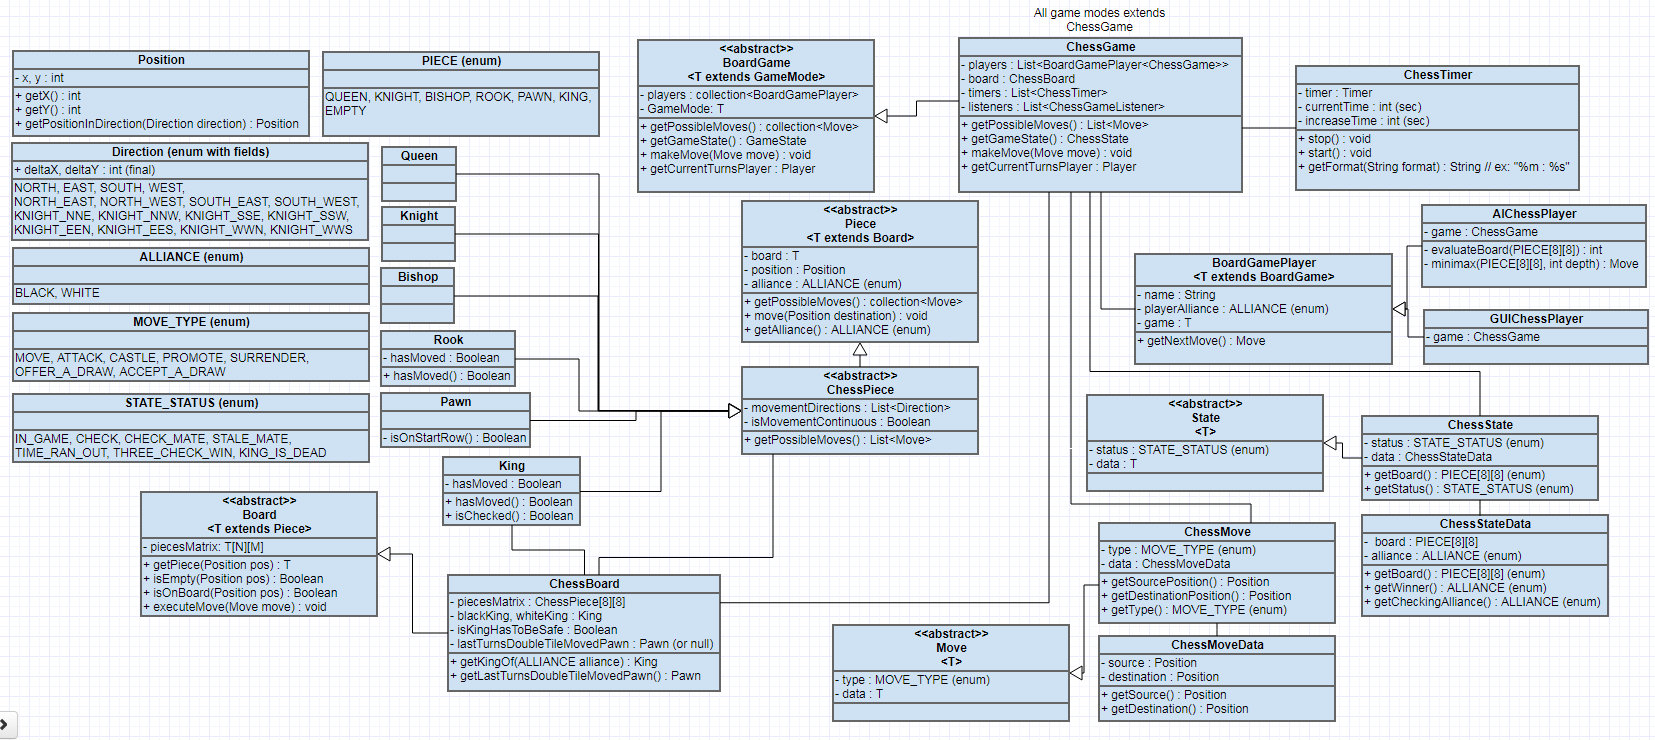 All game modes extends
ChessGame
Position
- x, y : int
+ getX() : int
+ getY() : int
+ getPositionInDirection(Direction direction) : Position
PIECE (enum)
QUEEN, KNIGHT, BISHOP, ROOK, PAWN, KING,
EMPTY
<<abstract>>
BoardGame
<T extends GameMode>
- players : collection<BoardGamePlayer>
- GameMode: T
+ getPossibleMoves() : collection<Move>
+ getGameState() : GameState
+ makeMove(Move move) : void
+ getCurrentTurnsPlayer : Player
ChessGame
- players : List<BoardGamePlayer<ChessGame>>
- board : ChessBoard
- timers : List<ChessTimer>
- listeners : List<ChessGameListener>
+ getPossibleMoves() : List<Move>
+ getGameState() : ChessState
+ makeMove(Move move) : void
+ getCurrentTurnsPlayer : Player
ChessTimer
- timer : Timer
- currentTime : int (sec)
- increaseTime : int (sec)
+ stop() : void
+ start() : void
+ getFormat(String format) : String // ex: "%m : %s"
Direction (enum with fields)
+ deltaX, deltaY : int (final)
NORTH, EAST, SOUTH, WEST,
NORTH_EAST, NORTH_WEST, SOUTH_EAST, SOUTH_WEST,
KNIGHT_NNE, KNIGHT_NNW, KNIGHT_SSE, KNIGHT_SSW,
KNIGHT_EEN, KNIGHT_EES, KNIGHT_WWN, KNIGHT_WWS
Queen
Knight
Bishop
ALLIANCE (enum)
BLACK, WHITE
<<abstract>>
Piece
<T extends Board>
- board : T
- position : Position
- alliance : ALLIANCE (enum)
+ getPossibleMoves() : collection<Move>
+ move(Position destination) : void
+ getAlliance() : ALLIANCE (enum)
BoardGamePlayer
<T extends BoardGame>
- name : String
- playerAlliance : ALLIANCE (enum)
- game : T
+ getNextMove() : Move
AIChessPlayer
- game : ChessGame
- evaluateBoard(PIECE[8][8]) : int
- minimax(PIECE[8][8], int depth) : Move
GUIChessPlayer
- game : ChessGame
MOVE_TYPE (enum)
MOVE, ATTACK, CASTLE, PROMOTE, SURRENDER,
OFFER_A_DRAW, ACCEPT_A_DRAW
Rook
- hasMoved : Boolean
+ hasMoved() : Boolean
Pawn
- isOnStartRow() : Boolean
<<abstract>>
ChessPiece
- movementDirections : List<Direction>
- isMovementContinuous : Boolean
+ getPossibleMoves() : List<Move>
STATE_STATUS (enum)
IN_GAME, CHECK, CHECK_MATE, STALE_MATE,
TIME_RAN_OUT, THREE_CHECK_WIN, KING_IS_DEAD
King
- hasMoved : Boolean
+ hasMoved() : Boolean
+ isChecked() : Boolean
<<abstract>>
State
<T>
- status : STATE_STATUS (enum)
- data : T
ChessState
- status : STATE_STATUS (enum)
- data : ChessStateData
+ getBoard() : PIECE[8][8] (enum)
+ getStatus() : STATE_STATUS (enum)
<<abstract>>
Board
<T extends Piece>
- piecesMatrix: T[N][M]
+ getPiece(Position pos) : T
+ isEmpty(Position pos) : Boolean
+ isOnBoard(Position pos) : Boolean
+ executeMove(Move move) : void
ChessBoard
- piecesMatrix : ChessPiece[8][8]
- blackKing, whiteKing : King
- isKingHasToBeSafe : Boolean
- lastTurnsDoubleTileMovedPawn : Pawn (or null)
+ getKingOf(ALLIANCE alliance) : King
+ getLastTurnsDoubleTileMovedPawn() : Pawn
ChessMove
- type : MOVE_TYPE (enum)
- data : ChessMoveData
+ getSourcePosition() : Position
+ getDestinationPosition() : Position
+ getType() : MOVE_TYPE (enum)
ChessStateData
- board : PIECE[8][8]
- alliance : ALLIANCE (enum)
+ getBoard() : PIECE[8][8] (enum)
+ getWinner() : ALLIANCE (enum)
+ getCheckingAlliance() : ALLIANCE (enum)
<<abstract>>
Move
<T>
- type : MOVE_TYPE (enum)
- data : T
ChessMoveData
- source : Position
- destination : Position
+ getSource() : Position
+ getDestination() : Position